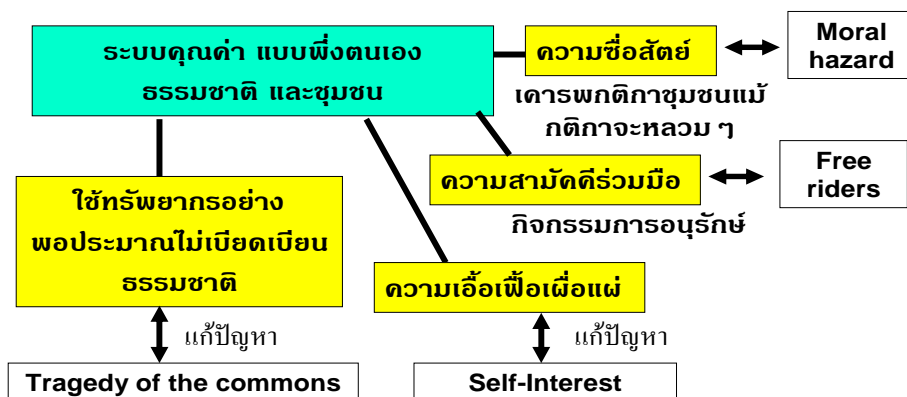 ระบบคุณค่า แบบพึ่งตนเอง
ธรรมชาติ และชุมชน
ความซื่อสัตย์
Moral
hazard
เคารพกติกาชุมชนแม้
กติกาจะหลวม ๆ
ความสามัคคีร่วมมือ
Free
riders
กิจกรรมการอนุรักษ์
ใช้ทรัพยากรอย่าง
พอประมาณไม่เบียดเบียน
ธรรมชาติ
ความเอื้อเฟื้อเผื่อแผ่
แก้ปัญหา
แก้ปัญหา
Tragedy of the commons
Self-Interest